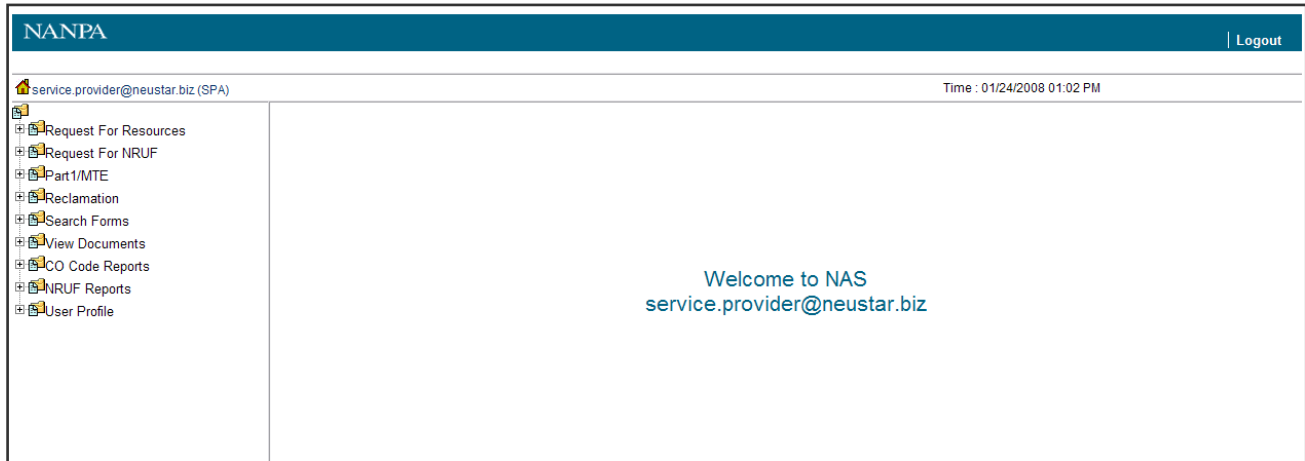 NANPA
Logout
service.provider@neustar.biz (SPA)
Time : 01/24/2008 01:02 PM
Request For Resources
Request For NRUF
Part1/MTE
Reclamation
Search Forms
View Documents
CO Code Reports
NRUF Reports
User Profile
Welcome to NAS
service.provider@neustar.biz